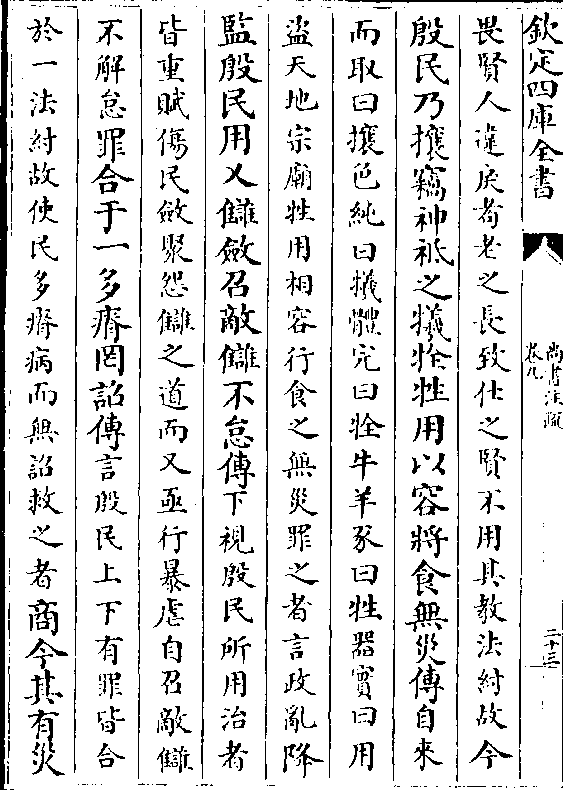 欽定四庫全書
尚書注疏
卷九
二十三
畏賢人違戾耉老之長致仕之賢不用其教法紂故今
殷民乃攘竊神祇之犧牷牲用以容將食無災傳自來
而取曰攘色純曰犧體完曰牷牛羊豕曰牲器實曰用
盜天地宗廟牲用相容行食之無災罪之者言政亂降
監殷民用乂讎斂召敵讎不怠傳下視殷民所用治者
皆重賦傷民斂聚怨讎之道而又亟行暴虐自召敵讎
不解怠罪合于一多瘠罔詔傳言殷民上下有罪皆合
於一法紂故使民多瘠病而無詔救之者商今其有災